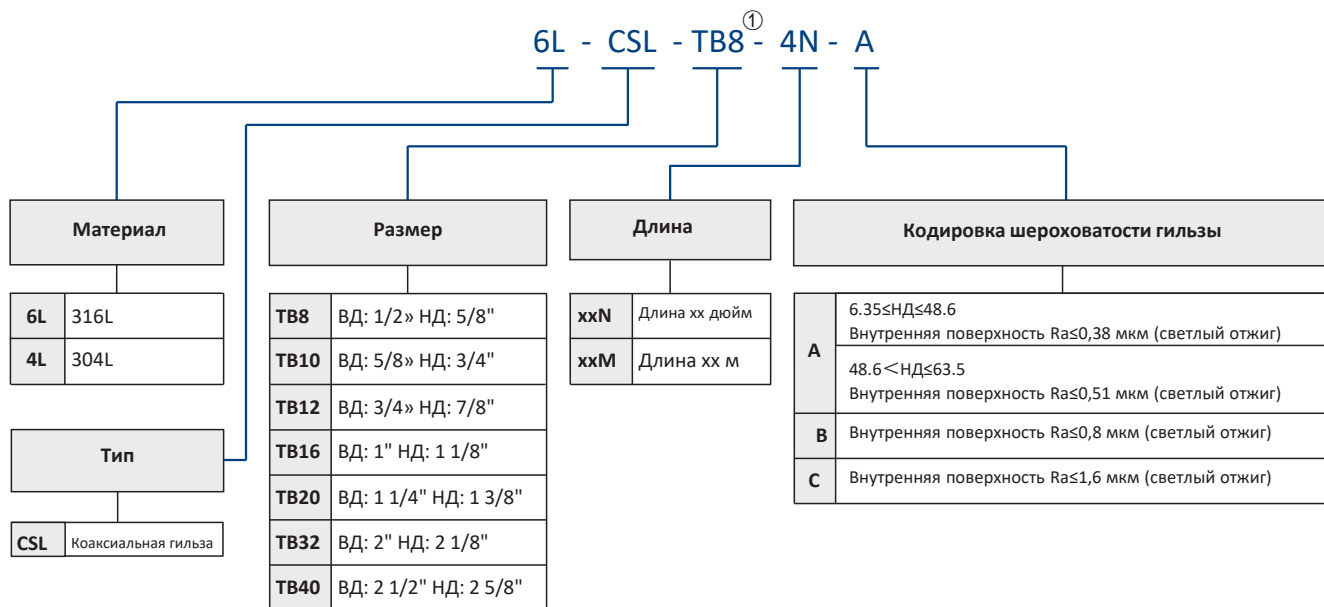 ①
6L - CSL - TB8 - 4N - A
Материал
6L 316L
4L 304L
Тип
CSL Коаксиальная гильза
Размер
TB8 ВД: 1/2» НД: 5/8"
TB10 ВД: 5/8» НД: 3/4"
TB12 ВД: 3/4» НД: 7/8"
TB16 ВД: 1" НД: 1 1/8"
TB20 ВД: 1 1/4" НД: 1 3/8"
TB32 ВД: 2" НД: 2 1/8"
TB40 ВД: 2 1/2" НД: 2 5/8"
Длина
xxN Длина xx дюйм
xxM Длина xx м
Кодировка шероховатости гильзы
A
6.35≤НД≤48.6
Внутренняя поверхность Ra≤0,38 мкм (светлый отжиг)
48.6＜НД≤63.5
Внутренняя поверхность Ra≤0,51 мкм (светлый отжиг)
B Внутренняя поверхность Ra≤0,8 мкм (светлый отжиг)
C Внутренняя поверхность Ra≤1,6 мкм (светлый отжиг)